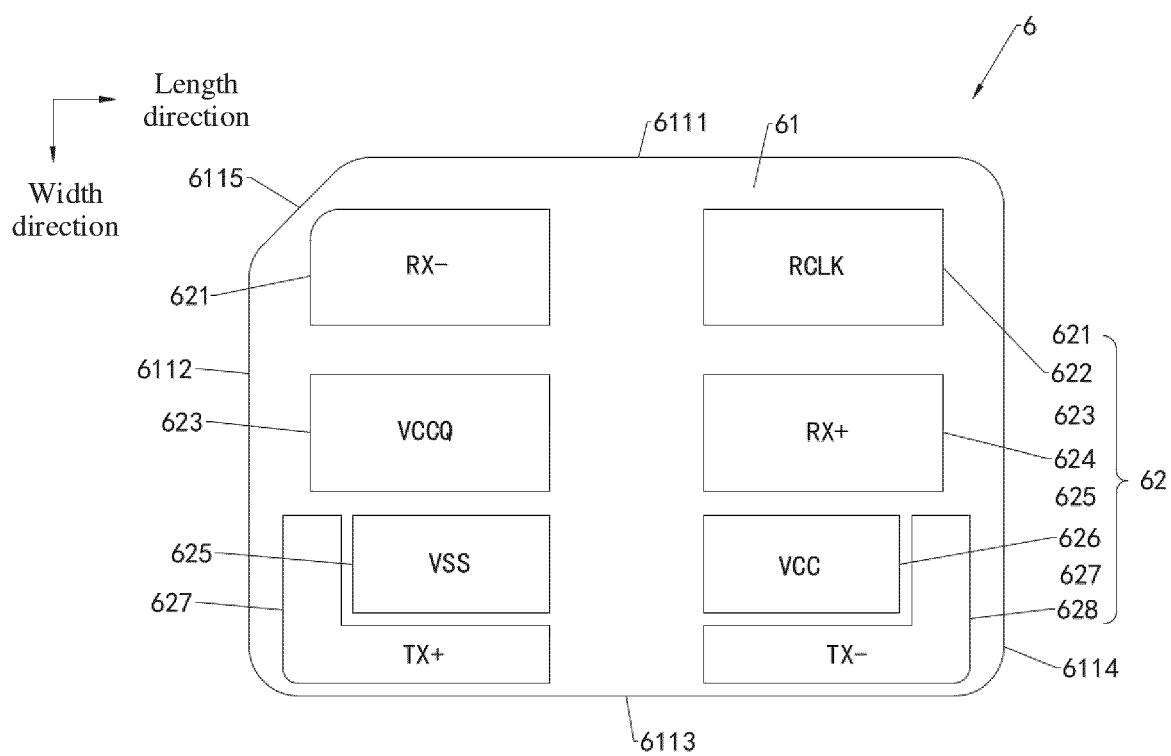 6
Length
direction
Width
direction
6111
61
6115
RX-
RCLK
621
621
6112
622
623
VCCQ
RX+
623
624
62
625
625
VSS
VCC
626
627
627
TX+
TX-
628
6114
6113